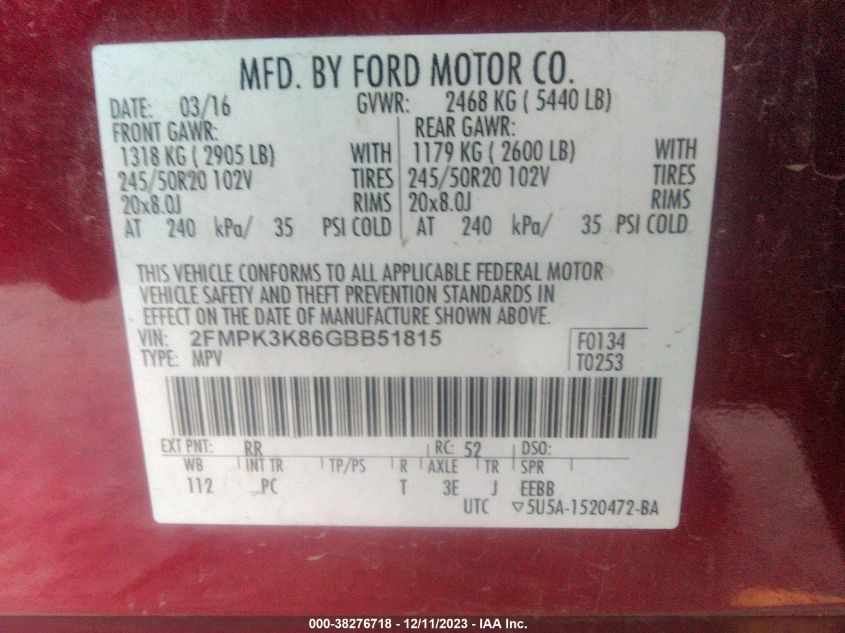 MFD. BY FORD MOTOR CO.
DATE: 03/16 GVWR: 2468 KG ( 5440 LB)
FRONT GAWR: REAR GAWR:
1318 KG ( 2905 LB) WITH 1179 KG ( 2600 LB) WITH
245/50R20 102V TIRES 245/50R20 102V TIRES
20x8.0J RIMS 20x8.0J RIMS
AT 240 kPa/ 35 PSI COLD AT 240 kPa/ 35 PSI COLD
THIS VEHICLE CONFORMS TO ALL APPLICABLE FEDERAL MOTOR
VEHICLE SAFETY AND THEFT PREVENTION STANDARDS IN
EFFECT ON THE DATE OF MANUFACTURE SHOWN ABOVE.
VIN: 2FMPK3K86GBB51815 F0134
TYPE: MPV T0253
EXT PNT: RR RC: 52 DSO:
WB INT TR TP/PS R AXLE TR SPR
112 PC T 3E J EEBB
UTC ▽5U5A-1520472-BA
000-38276718 - 12/11/2023 - IAA Inc.